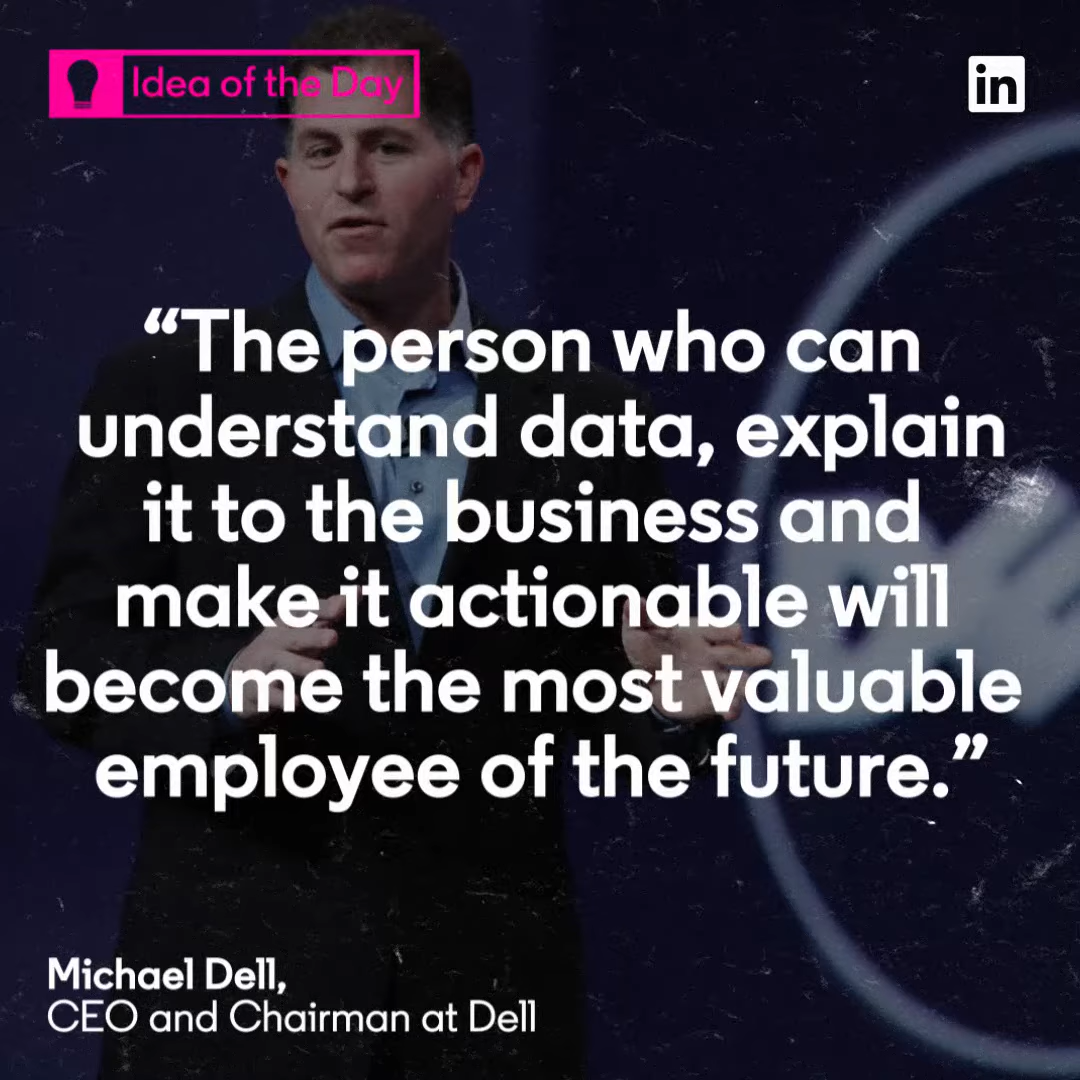 Idea of the Day
in
“The person who can
understand data, explain
it to the business and
make it actionable will
become the most valuable
employee of the future.”
Michael Dell,
CEO and Chairman at Dell